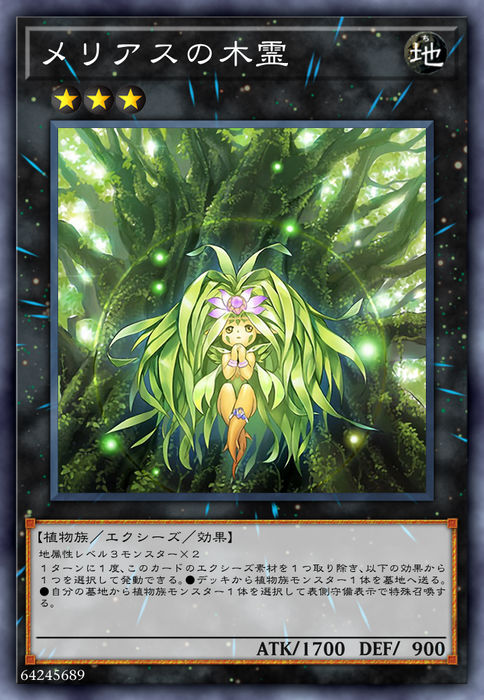 メリアスの木霊
地
ち
【植物族／エクシーズ／効果】
地属性レベル３モンスター×２
１ターンに１度、このカードのエクシーズ素材を１つ取り除き、以下の効果から
１つを選択して発動できる。●デッキから植物族モンスター１体を墓地へ送る。
●自分の墓地から植物族モンスター１体を選択して表側守備表示で特殊召喚す
る。
ATK/1700 DEF/ 900
64245689